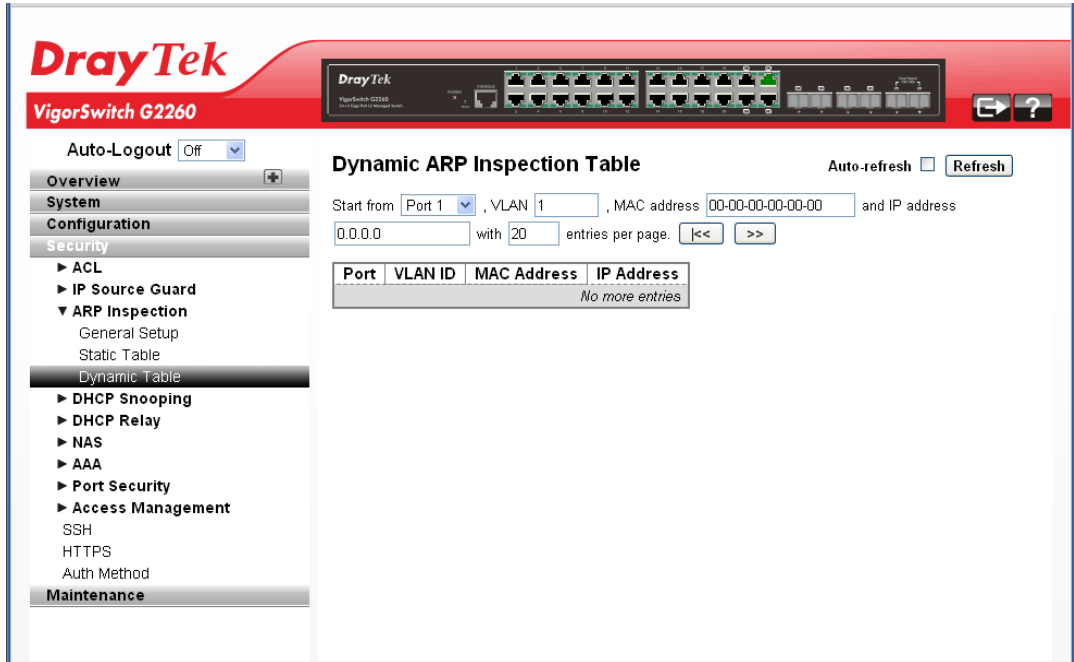 DrayTek
VigorSwitch G2260
DrayTek
VigorSwitch G2260
Auto-Logout Off
Overview
System
Configuration
Security
ACL
IP Source Guard
ARP Inspection
General Setup
Static Table
Dynamic Table
DHCP Snooping
DHCP Relay
NAS
AAA
Port Security
Access Management
SSH
HTTPS
Auth Method
Maintenance
Dynamic ARP Inspection Table
Auto-refresh Refresh
Start from Port 1 , VLAN 1 , MAC address 00-00-00-00-00-00 and IP address
0.0.0.0 with 20 entries per page. |<< >>
Port VLAN ID MAC Address IP Address
No more entries